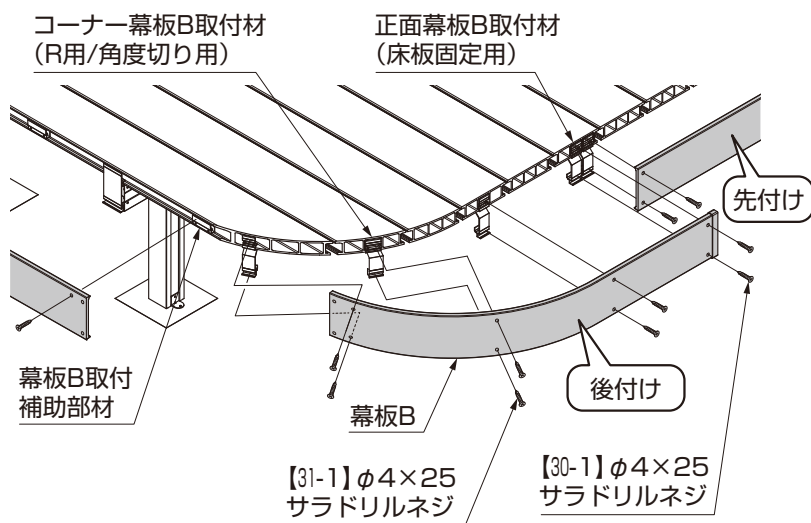 コーナー幕板B取付材
（R用/角度切り用）
正面幕板B取付材
（床板固定用）
先付け
後付け
幕板B取付
補助部材
幕板B
【31-1】φ4×25
サラドリルネジ
【30-1】φ4×25
サラドリルネジ